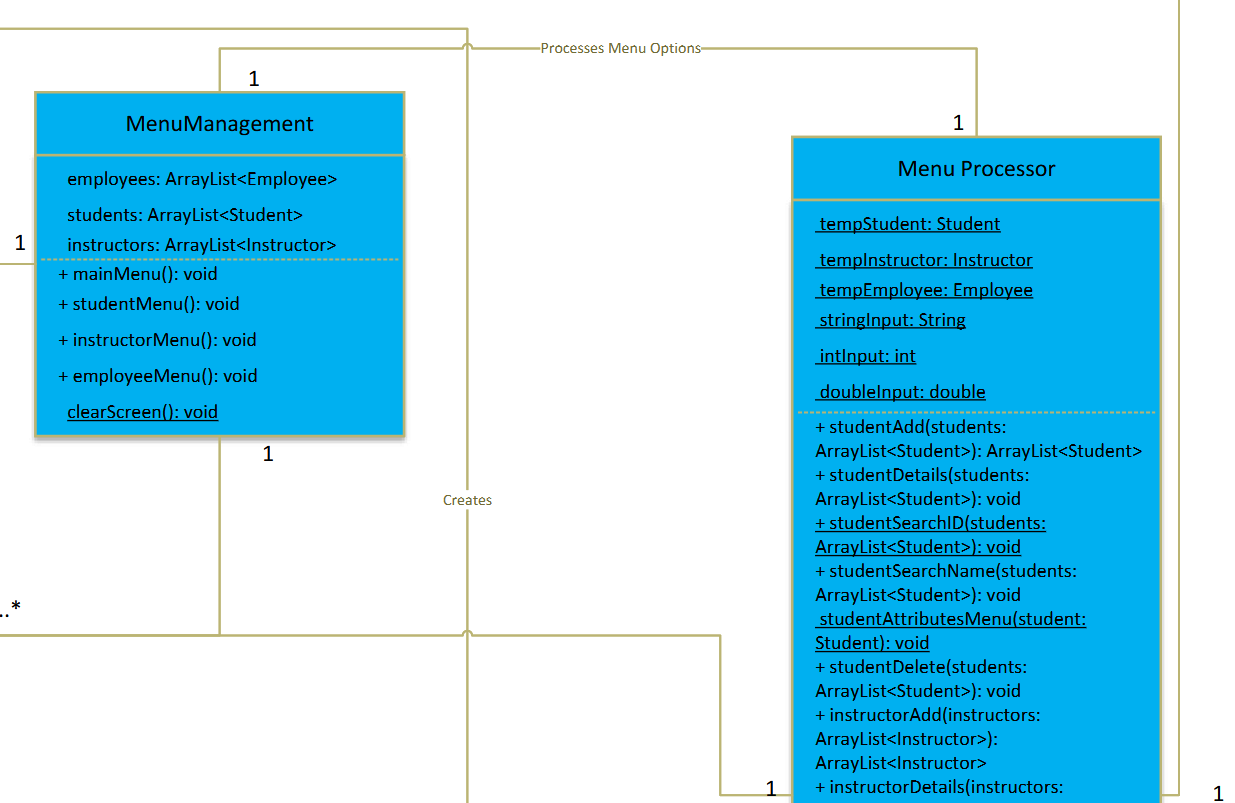 Processes Menu Options
1
MenuManagement
employees: ArrayList<Employee>
students: ArrayList<Student>
instructors: ArrayList<Instructor>
+ mainMenu(): void
+ studentMenu(): void
+ instructorMenu(): void
+ employeeMenu(): void
clearScreen(): void
1
1
Creates
..*
1
Menu Processor
tempStudent: Student
tempInstructor: Instructor
tempEmployee: Employee
stringInput: String
intInput: int
doubleInput: double
+ studentAdd(students:
ArrayList<Student>): ArrayList<Student>
+ studentDetails(students:
ArrayList<Student>): void
+ studentSearchID(students:
ArrayList<Student>): void
+ studentSearchName(students:
ArrayList<Student>): void
studentAttributesMenu(student:
Student): void
+ studentDelete(students:
ArrayList<Student>): void
+ instructorAdd(instructors:
ArrayList<Instructor>):
ArrayList<Instructor>
+ instructorDetails(instructors:
1
1